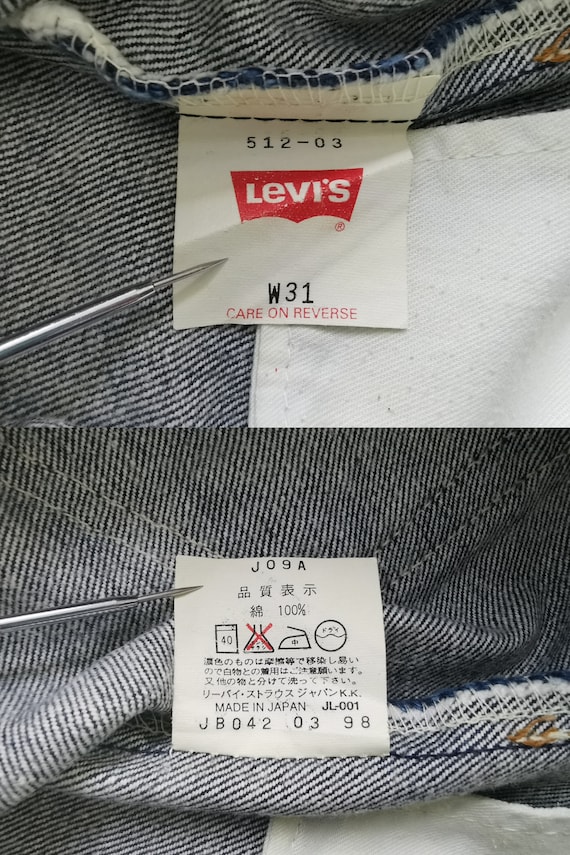 512-03
LEVI'S
®
W31
CARE ON REVERSE
J09A
品質表示
綿 100%
40 中 ドライ
濃色のものは摩擦等で移染し易い
ので白物との着用はご注意願います。
又他の物と分けて洗って下さい。
リーバイ・ストラウス ジャパンK.K.
MADE IN JAPAN JL-001
JB042 03 98